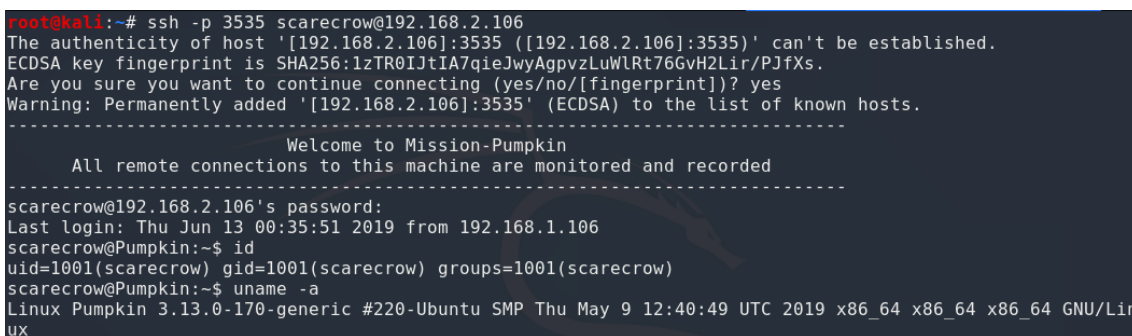 root@kali:~# ssh -p 3535 scarecrow@192.168.2.106
The authenticity of host '[192.168.2.106]:3535 ([192.168.2.106]:3535)' can't be established.
ECDSA key fingerprint is SHA256:1zTR0IJtIA7qieJwyAgpvzLuWlRt76GvH2Lir/PJfXs.
Are you sure you want to continue connecting (yes/no/[fingerprint])? yes
Warning: Permanently added '[192.168.2.106]:3535' (ECDSA) to the list of known hosts.
---------------------------------------------------------------------------
Welcome to Mission-Pumpkin
All remote connections to this machine are monitored and recorded
---------------------------------------------------------------------------
scarecrow@192.168.2.106's password:
Last login: Thu Jun 13 00:35:51 2019 from 192.168.1.106
scarecrow@Pumpkin:~$ id
uid=1001(scarecrow) gid=1001(scarecrow) groups=1001(scarecrow)
scarecrow@Pumpkin:~$ uname -a
Linux Pumpkin 3.13.0-170-generic #220-Ubuntu SMP Thu May 9 12:40:49 UTC 2019 x86_64 x86_64 x86_64 GNU/Lin
ux